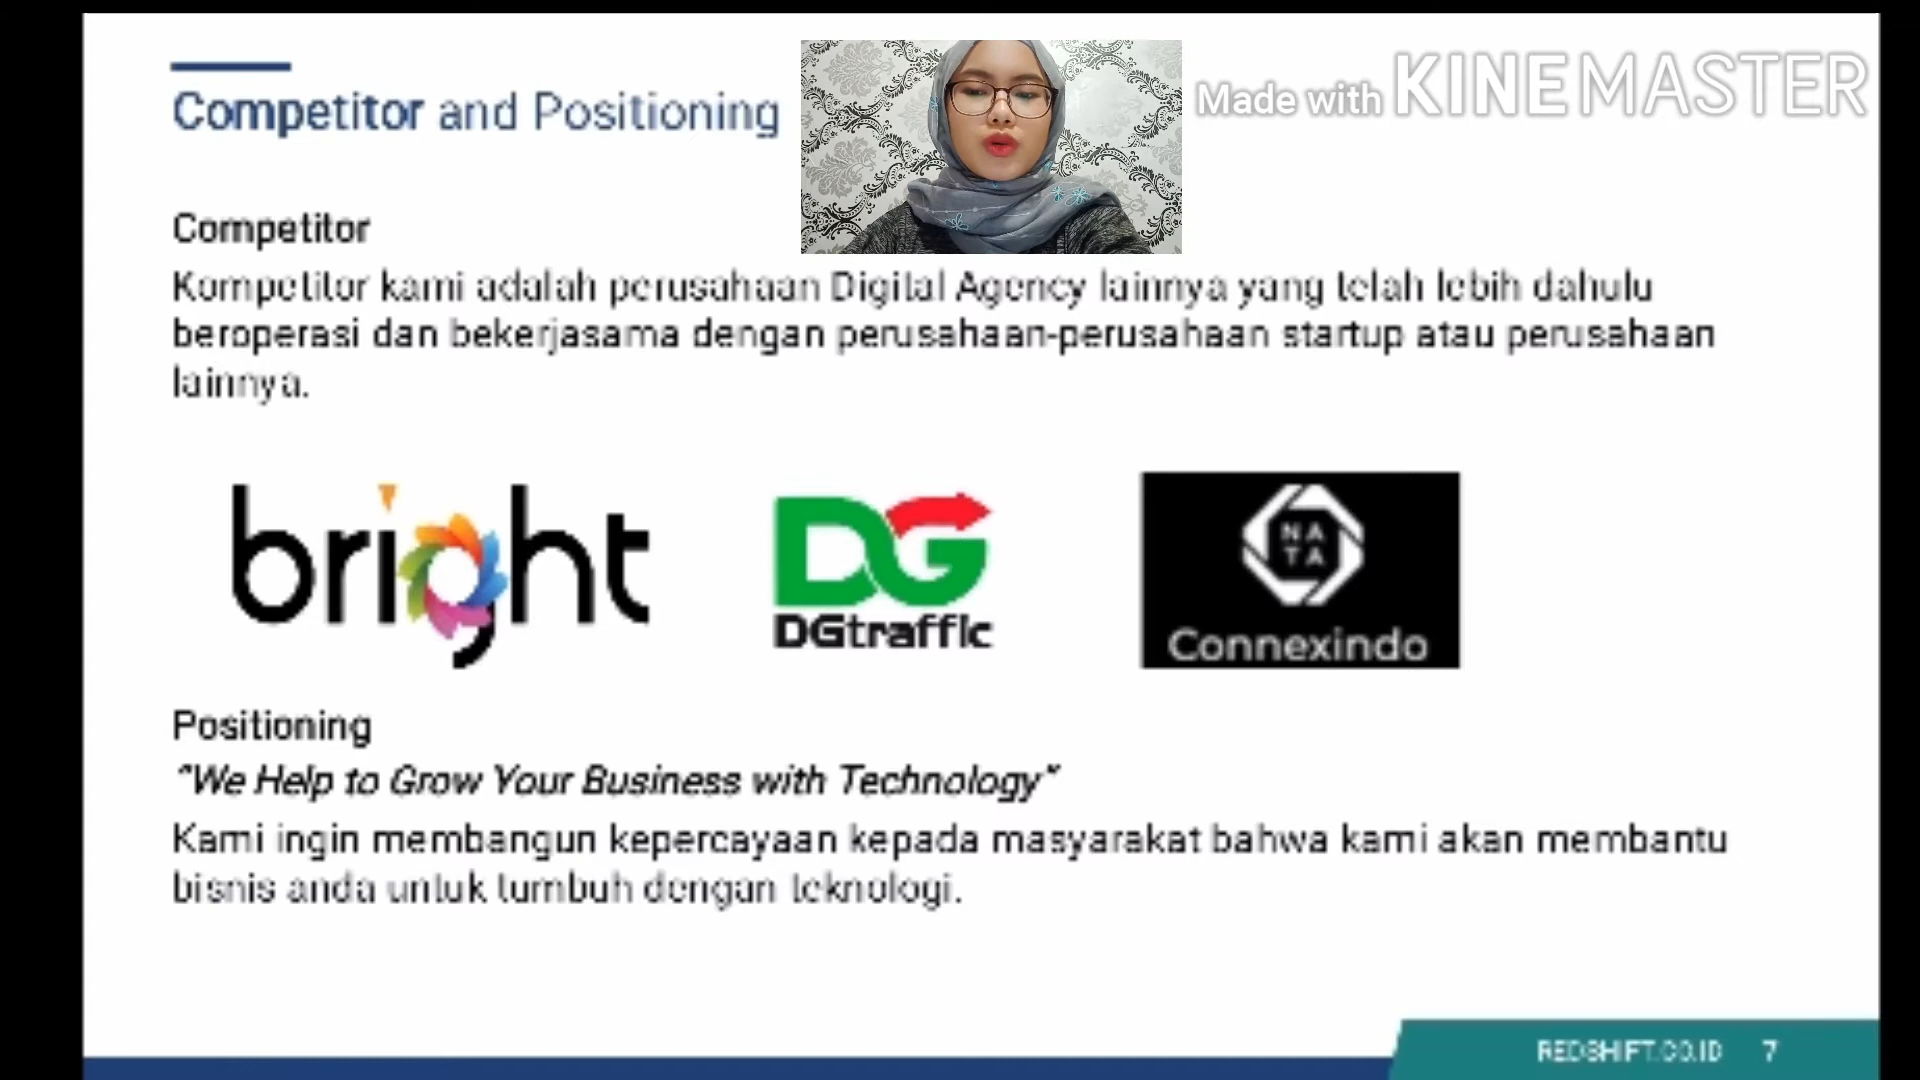 Competitor and Positioning
Made with KINEMASTER
Competitor
Kompetitor kami adalah perusahaan Digital Agency lainnya yang telah lebih dahulu
beroperasi dan bekerjasama dengan perusahaan-perusahaan startup atau perusahaan
lainnya.
bright
DG
DGtraffic
NA
TA
Connexindo
Positioning
"We Help to Grow Your Business with Technology"
Kami ingin membangun kepercayaan kepada masyarakat bahwa kami akan membantu
bisnis anda untuk tumbuh dengan teknologi.
REDSHIFT.CO.ID 7